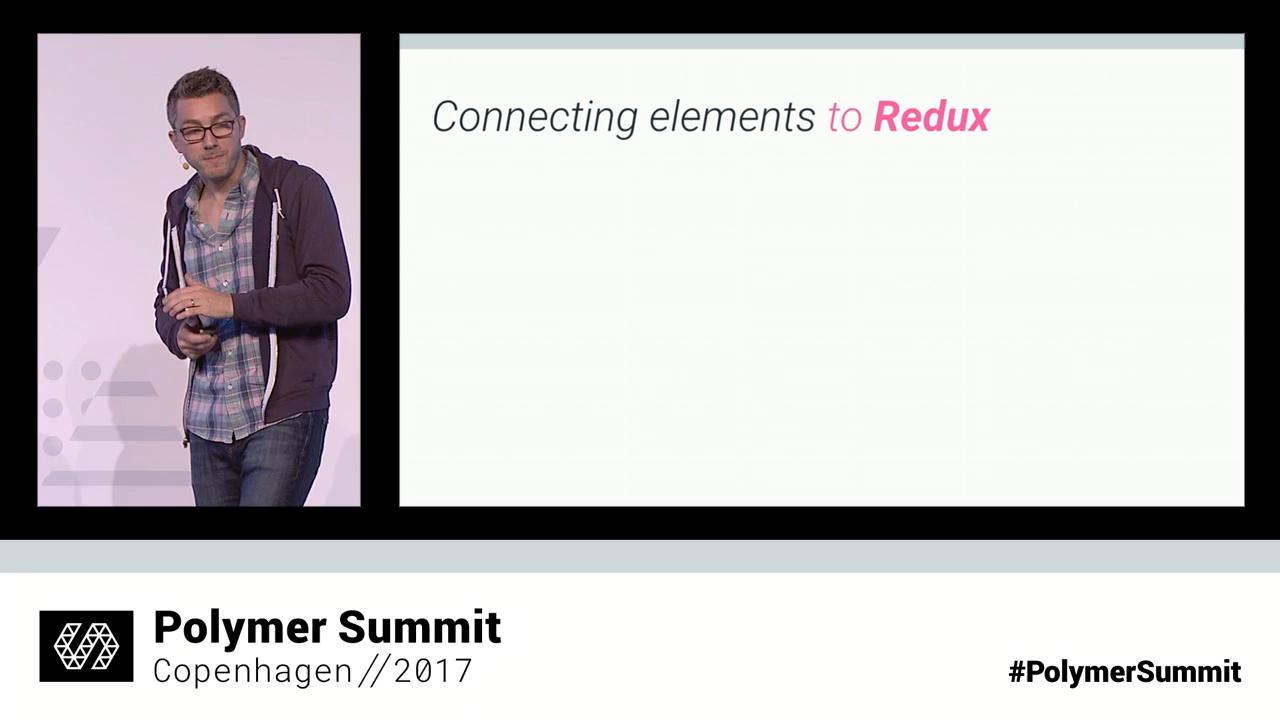 Connecting elements to Redux
Polymer Summit
Copenhagen//2017
#PolymerSummit